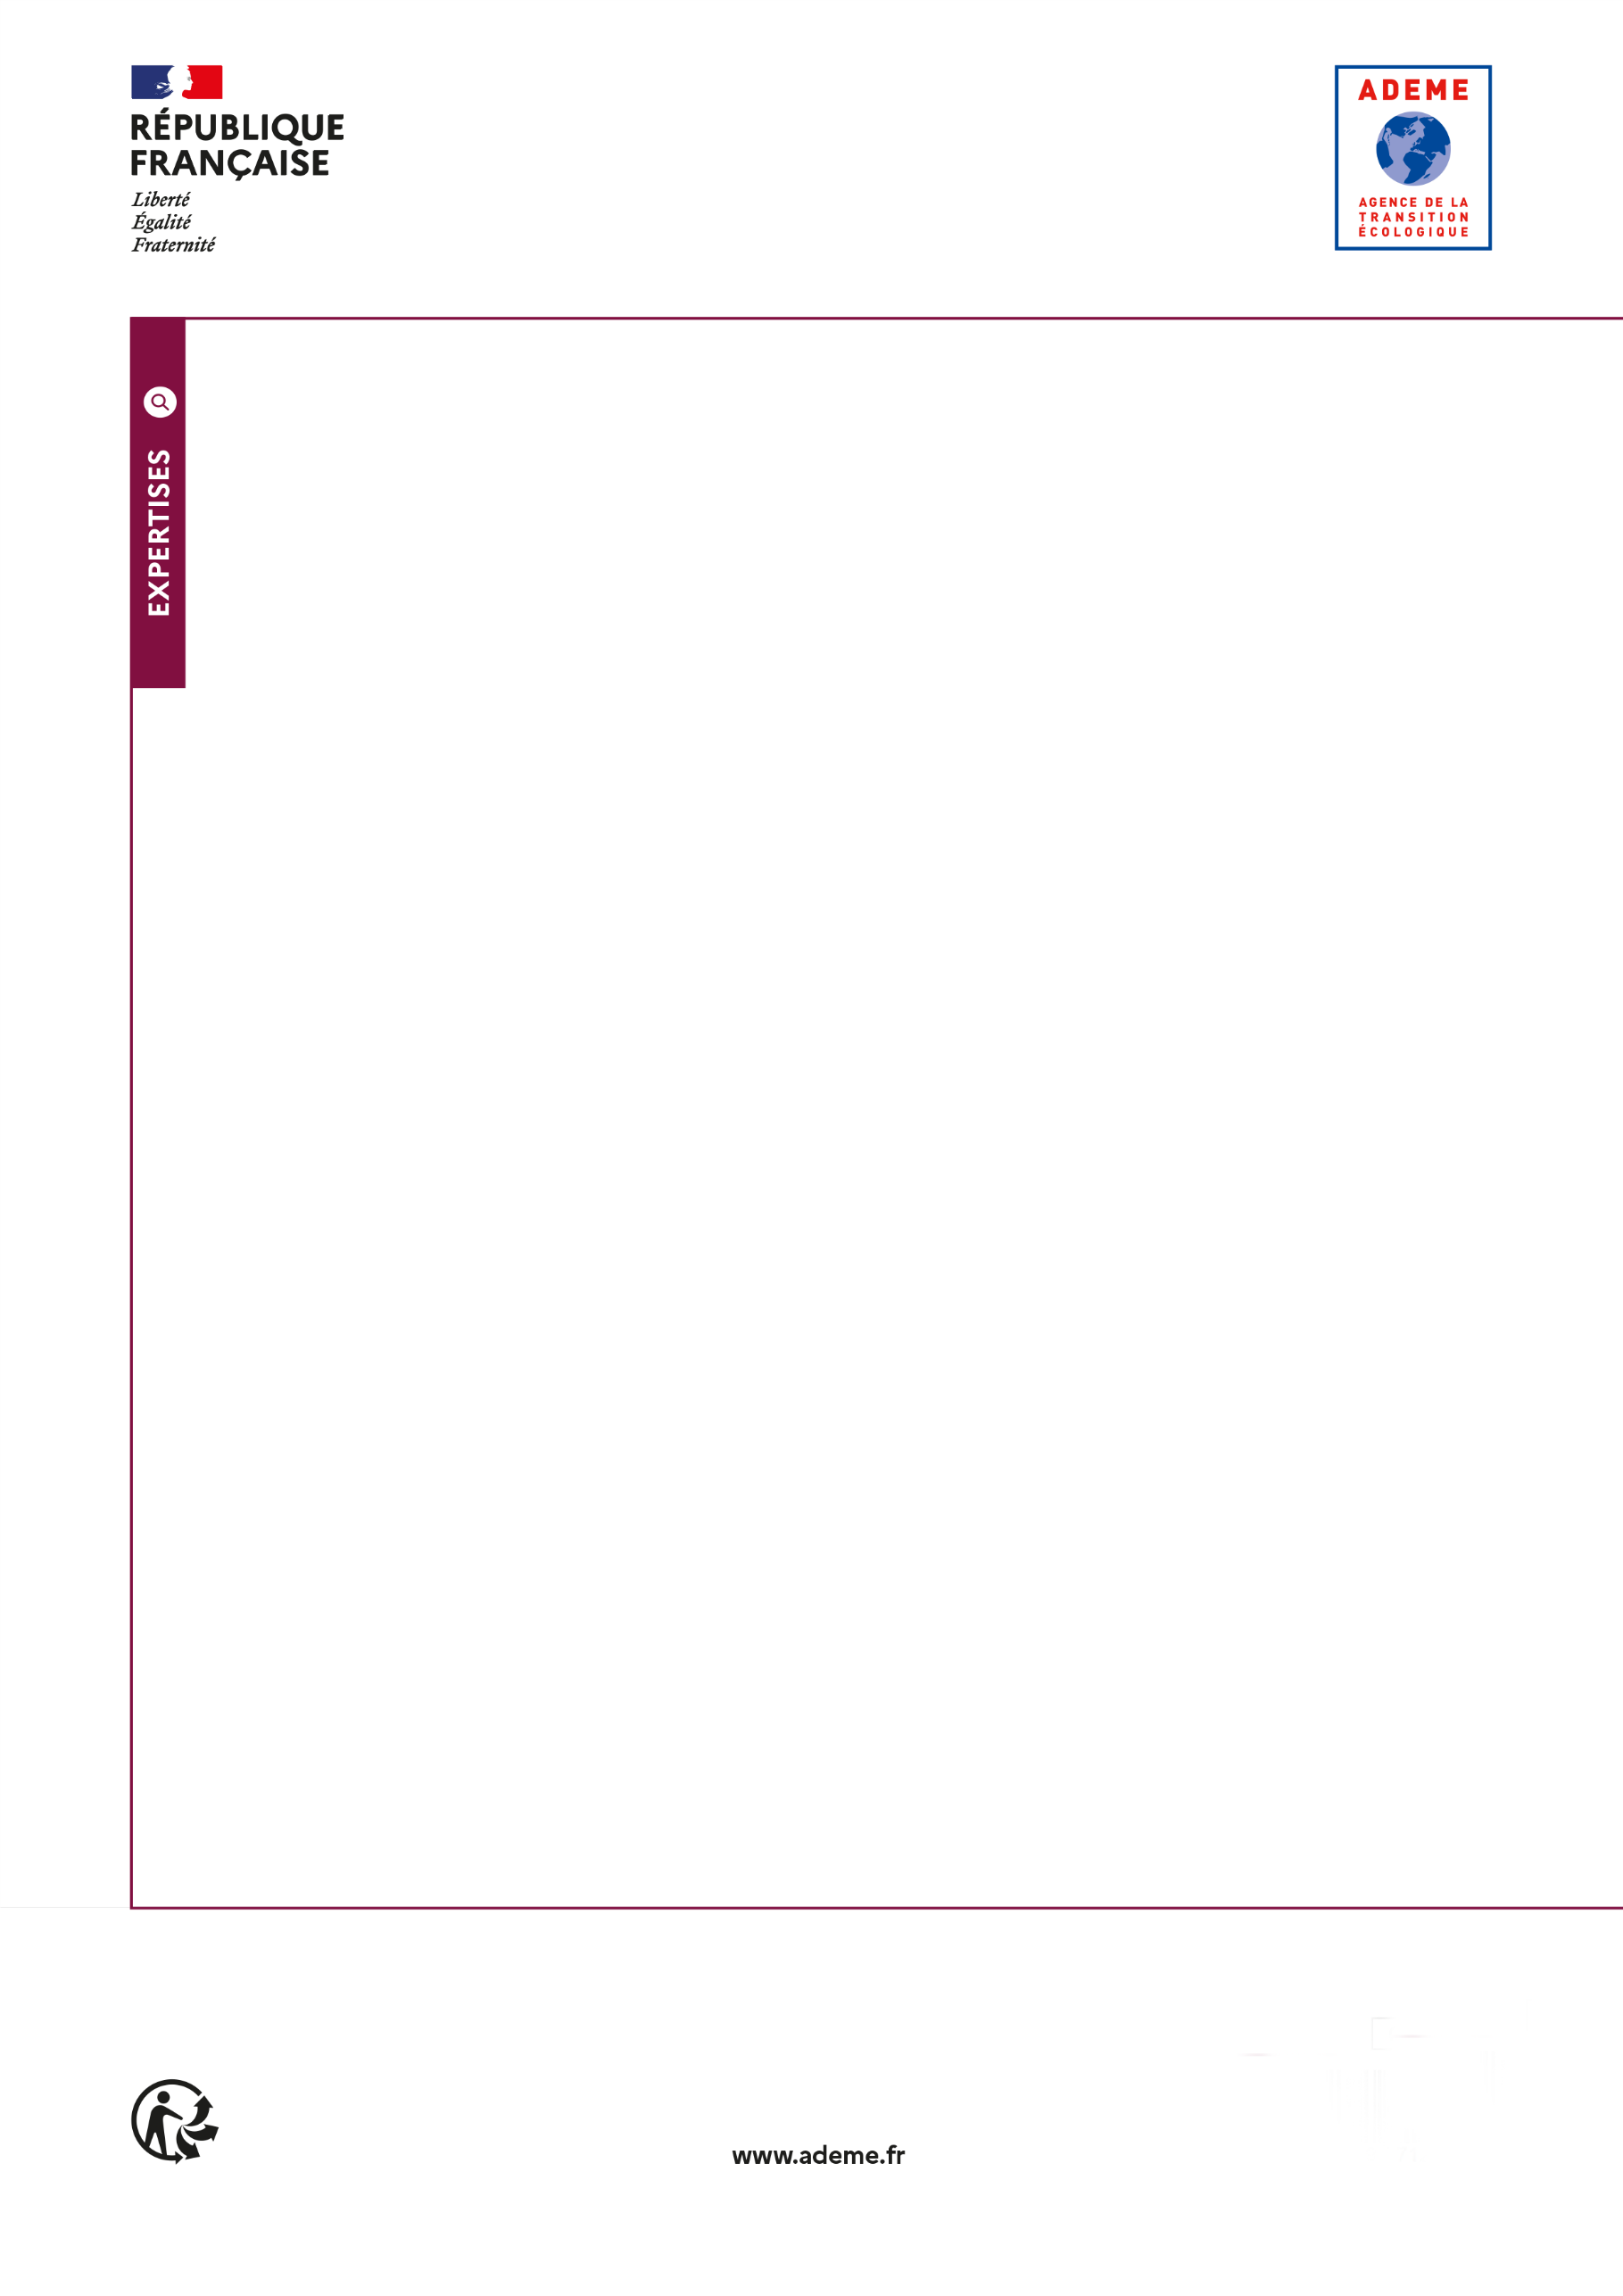 RÉPUBLIQUE
FRANÇAISE
Liberté
Égalité
Fraternité
ADEME
AGENCE DE LA
TRANSITION
ÉCOLOGIQUE
EXPERTISES
www.ademe.fr